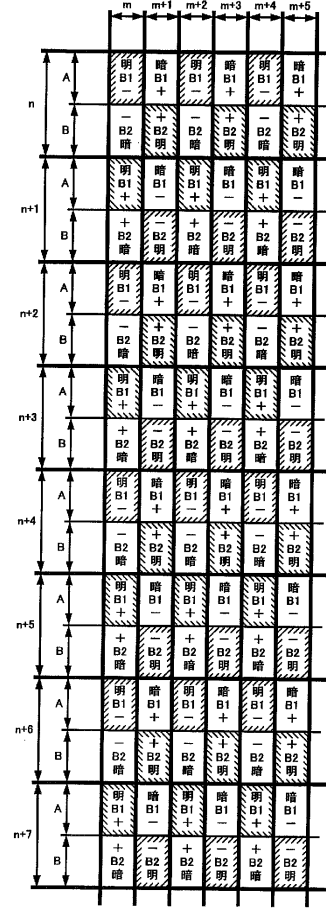 m m+1 m+2 m+3 m+4 m+5
n
A
明 暗 明 暗 明 暗
B1 B1 B1 B1 B1 B1
− + − + − +
B
− + − + − +
B2 B2 B2 B2 B2 B2
暗 明 暗 明 暗 明
n+1
A
明 暗 明 暗 明 暗
B1 B1 B1 B1 B1 B1
+ − + − + −
B
+ − + − + −
B2 B2 B2 B2 B2 B2
暗 明 暗 明 暗 明
n+2
A
明 暗 明 暗 明 暗
B1 B1 B1 B1 B1 B1
− + − + − +
B
− + − + − +
B2 B2 B2 B2 B2 B2
暗 明 暗 明 暗 明
n+3
A
明 暗 明 暗 明 暗
B1 B1 B1 B1 B1 B1
+ − + − + −
B
+ − + − + −
B2 B2 B2 B2 B2 B2
暗 明 暗 明 暗 明
n+4
A
明 暗 明 暗 明 暗
B1 B1 B1 B1 B1 B1
− + − + − +
B
− + − + − +
B2 B2 B2 B2 B2 B2
暗 明 暗 明 暗 明
n+5
A
明 暗 明 暗 明 暗
B1 B1 B1 B1 B1 B1
+ − + − + −
B
+ − + − + −
B2 B2 B2 B2 B2 B2
暗 明 暗 明 暗 明
n+6
A
明 暗 明 暗 明 暗
B1 B1 B1 B1 B1 B1
− + − + − +
B
− + − + − +
B2 B2 B2 B2 B2 B2
暗 明 暗 明 暗 明
n+7
A
明 暗 明 暗 明 暗
B1 B1 B1 B1 B1 B1
+ − + − + −
B
+ − + − + −
B2 B2 B2 B2 B2 B2
暗 明 暗 明 暗 明